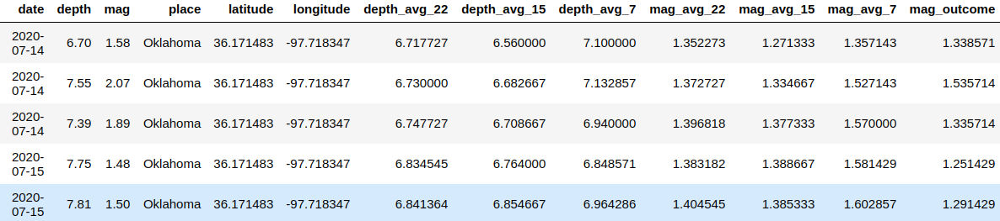 date depth mag place latitude longitude depth_avg_22 depth_avg_15 depth_avg_7 mag_avg_22 mag_avg_15 mag_avg_7 mag_outcome
2020-07-14 6.70 1.58 Oklahoma 36.171483 -97.718347 6.717727 6.560000 7.100000 1.352273 1.271333 1.357143 1.338571
2020-07-14 7.55 2.07 Oklahoma 36.171483 -97.718347 6.730000 6.682667 7.132857 1.372727 1.334667 1.527143 1.535714
2020-07-14 7.39 1.89 Oklahoma 36.171483 -97.718347 6.747727 6.708667 6.940000 1.396818 1.377333 1.570000 1.335714
2020-07-15 7.75 1.48 Oklahoma 36.171483 -97.718347 6.834545 6.764000 6.848571 1.383182 1.388667 1.581429 1.251429
2020-07-15 7.81 1.50 Oklahoma 36.171483 -97.718347 6.841364 6.854667 6.964286 1.404545 1.385333 1.602857 1.291429